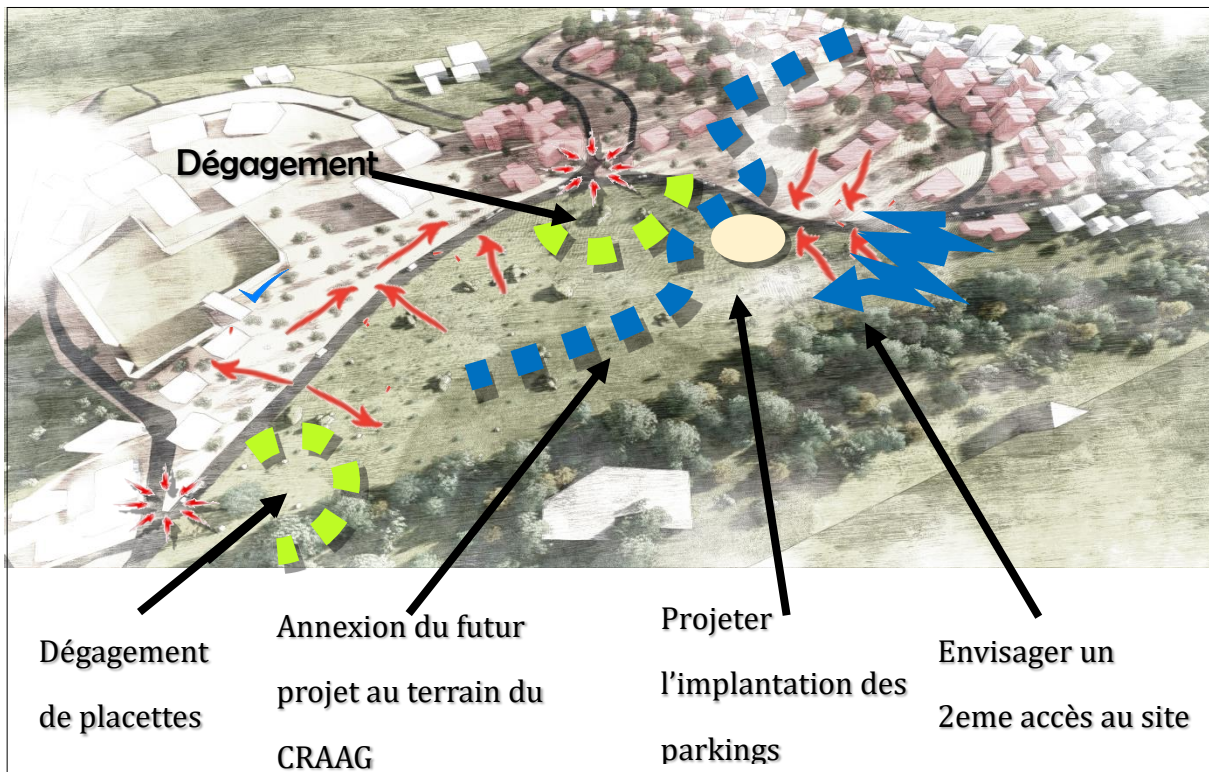 Dégagement
Dégagement
de placettes
Annexion du futur
projet au terrain du
CRAAG
Projeter
l’implantation des
parkings
Envisager un
2eme accès au site